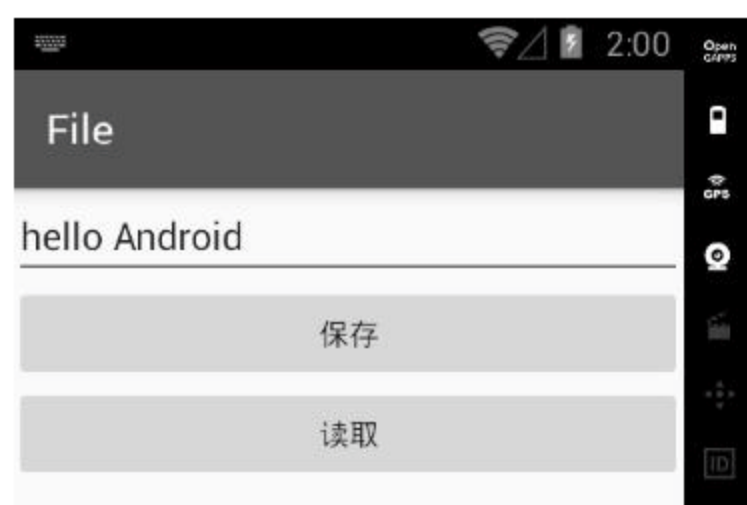 2:00
Open
GAPPS
File
GPS
hello Android
保存
读取
ID